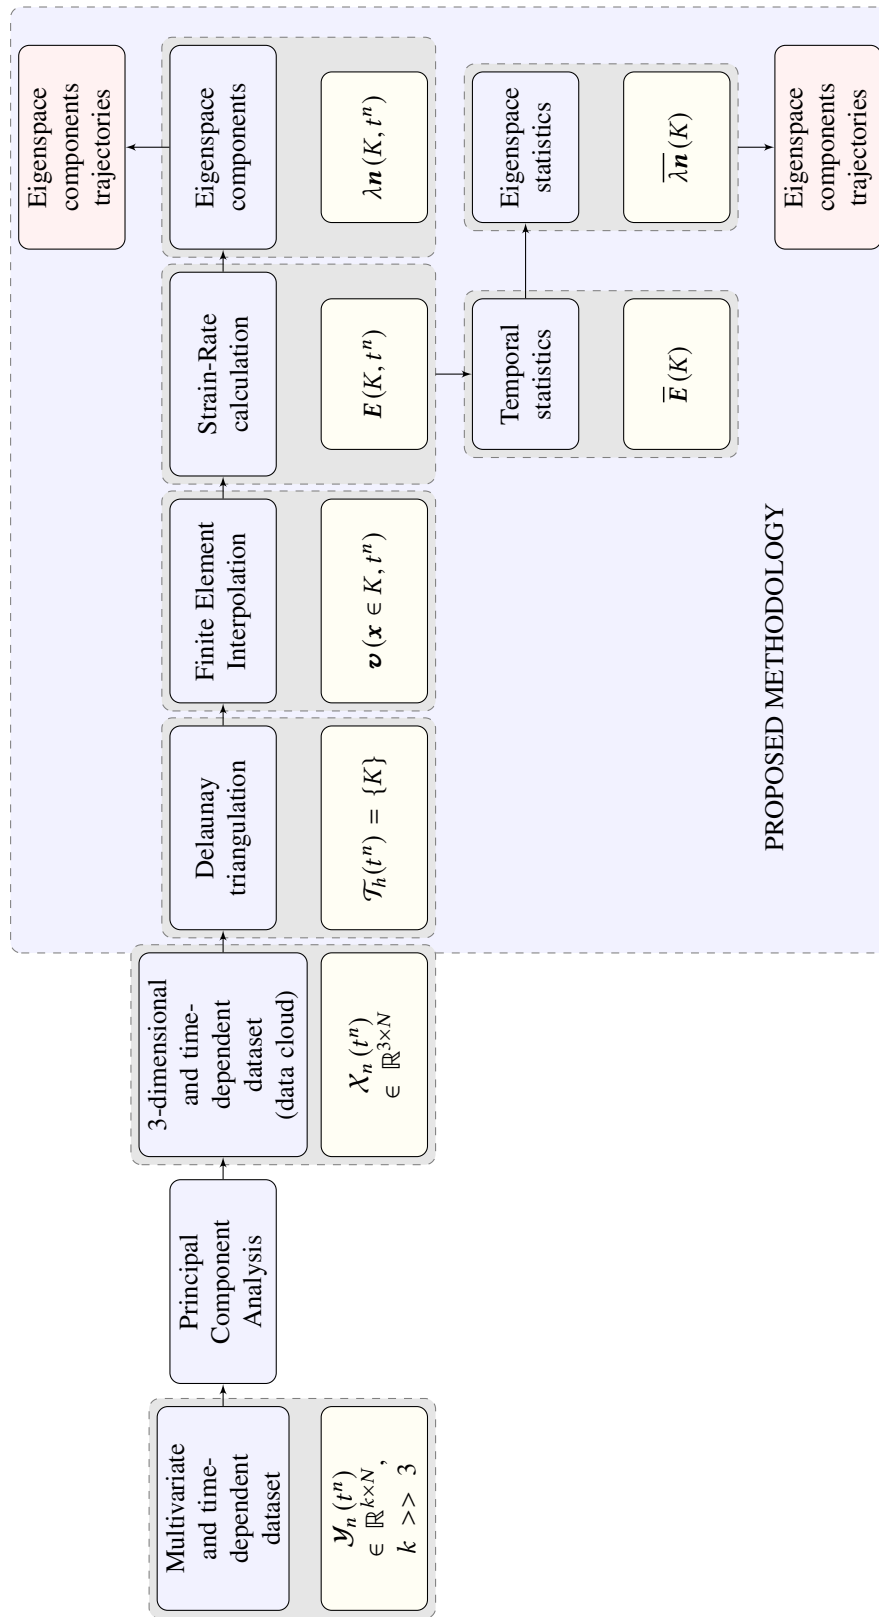 Multivariate
and time-
dependent
dataset
𝒴ₙ(tⁿ)
∈ ℝᵏˣᴺ,
k >> 3
Principal
Component
Analysis
3-dimensional
and time-
dependent
dataset
(data cloud)
𝒳ₙ(tⁿ)
∈ ℝ³ˣᴺ
Delaunay
triangulation
𝒯ₕ(tⁿ) = {K}
Finite Element
Interpolation
𝒗(𝒙 ∈ K, tⁿ)
Strain-Rate
calculation
𝑬(K, tⁿ)
Eigenspace
components
λ𝒏(K, tⁿ)
Eigenspace
components
trajectories
Temporal
statistics
𝑬̅(K)
Eigenspace
statistics
λ̅𝒏̅(K)
Eigenspace
components
trajectories
PROPOSED METHODOLOGY